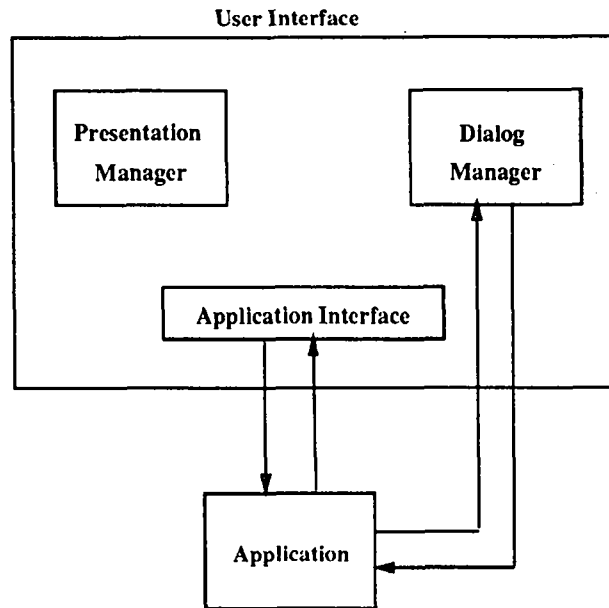 User Interface
Presentation
Manager
Dialog
Manager
Application Interface
Application